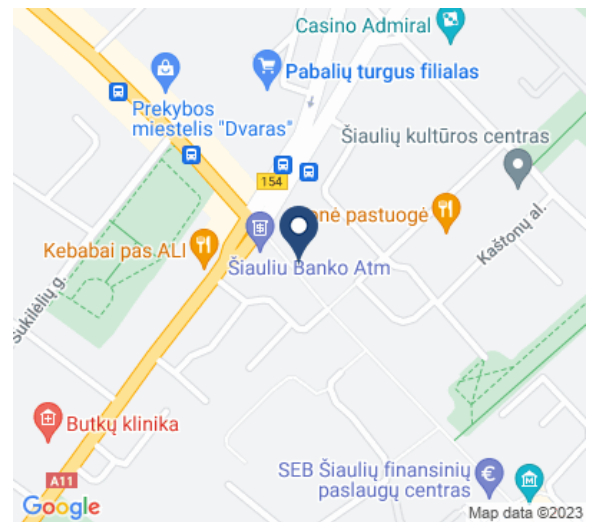 Casino Admiral
Pabalių turgus filialas
Prekybos
miestelis "Dvaras"
Šiaulių kultūros centras
154
pastuogė
Kebabai pas ALI
Šiauliu Banko Atm
Kaštonų al.
Sukilėlių g.
Butkų klinika
A11
SEB Šiaulių finansinių
paslaugų centras
Google
Map data ©2023